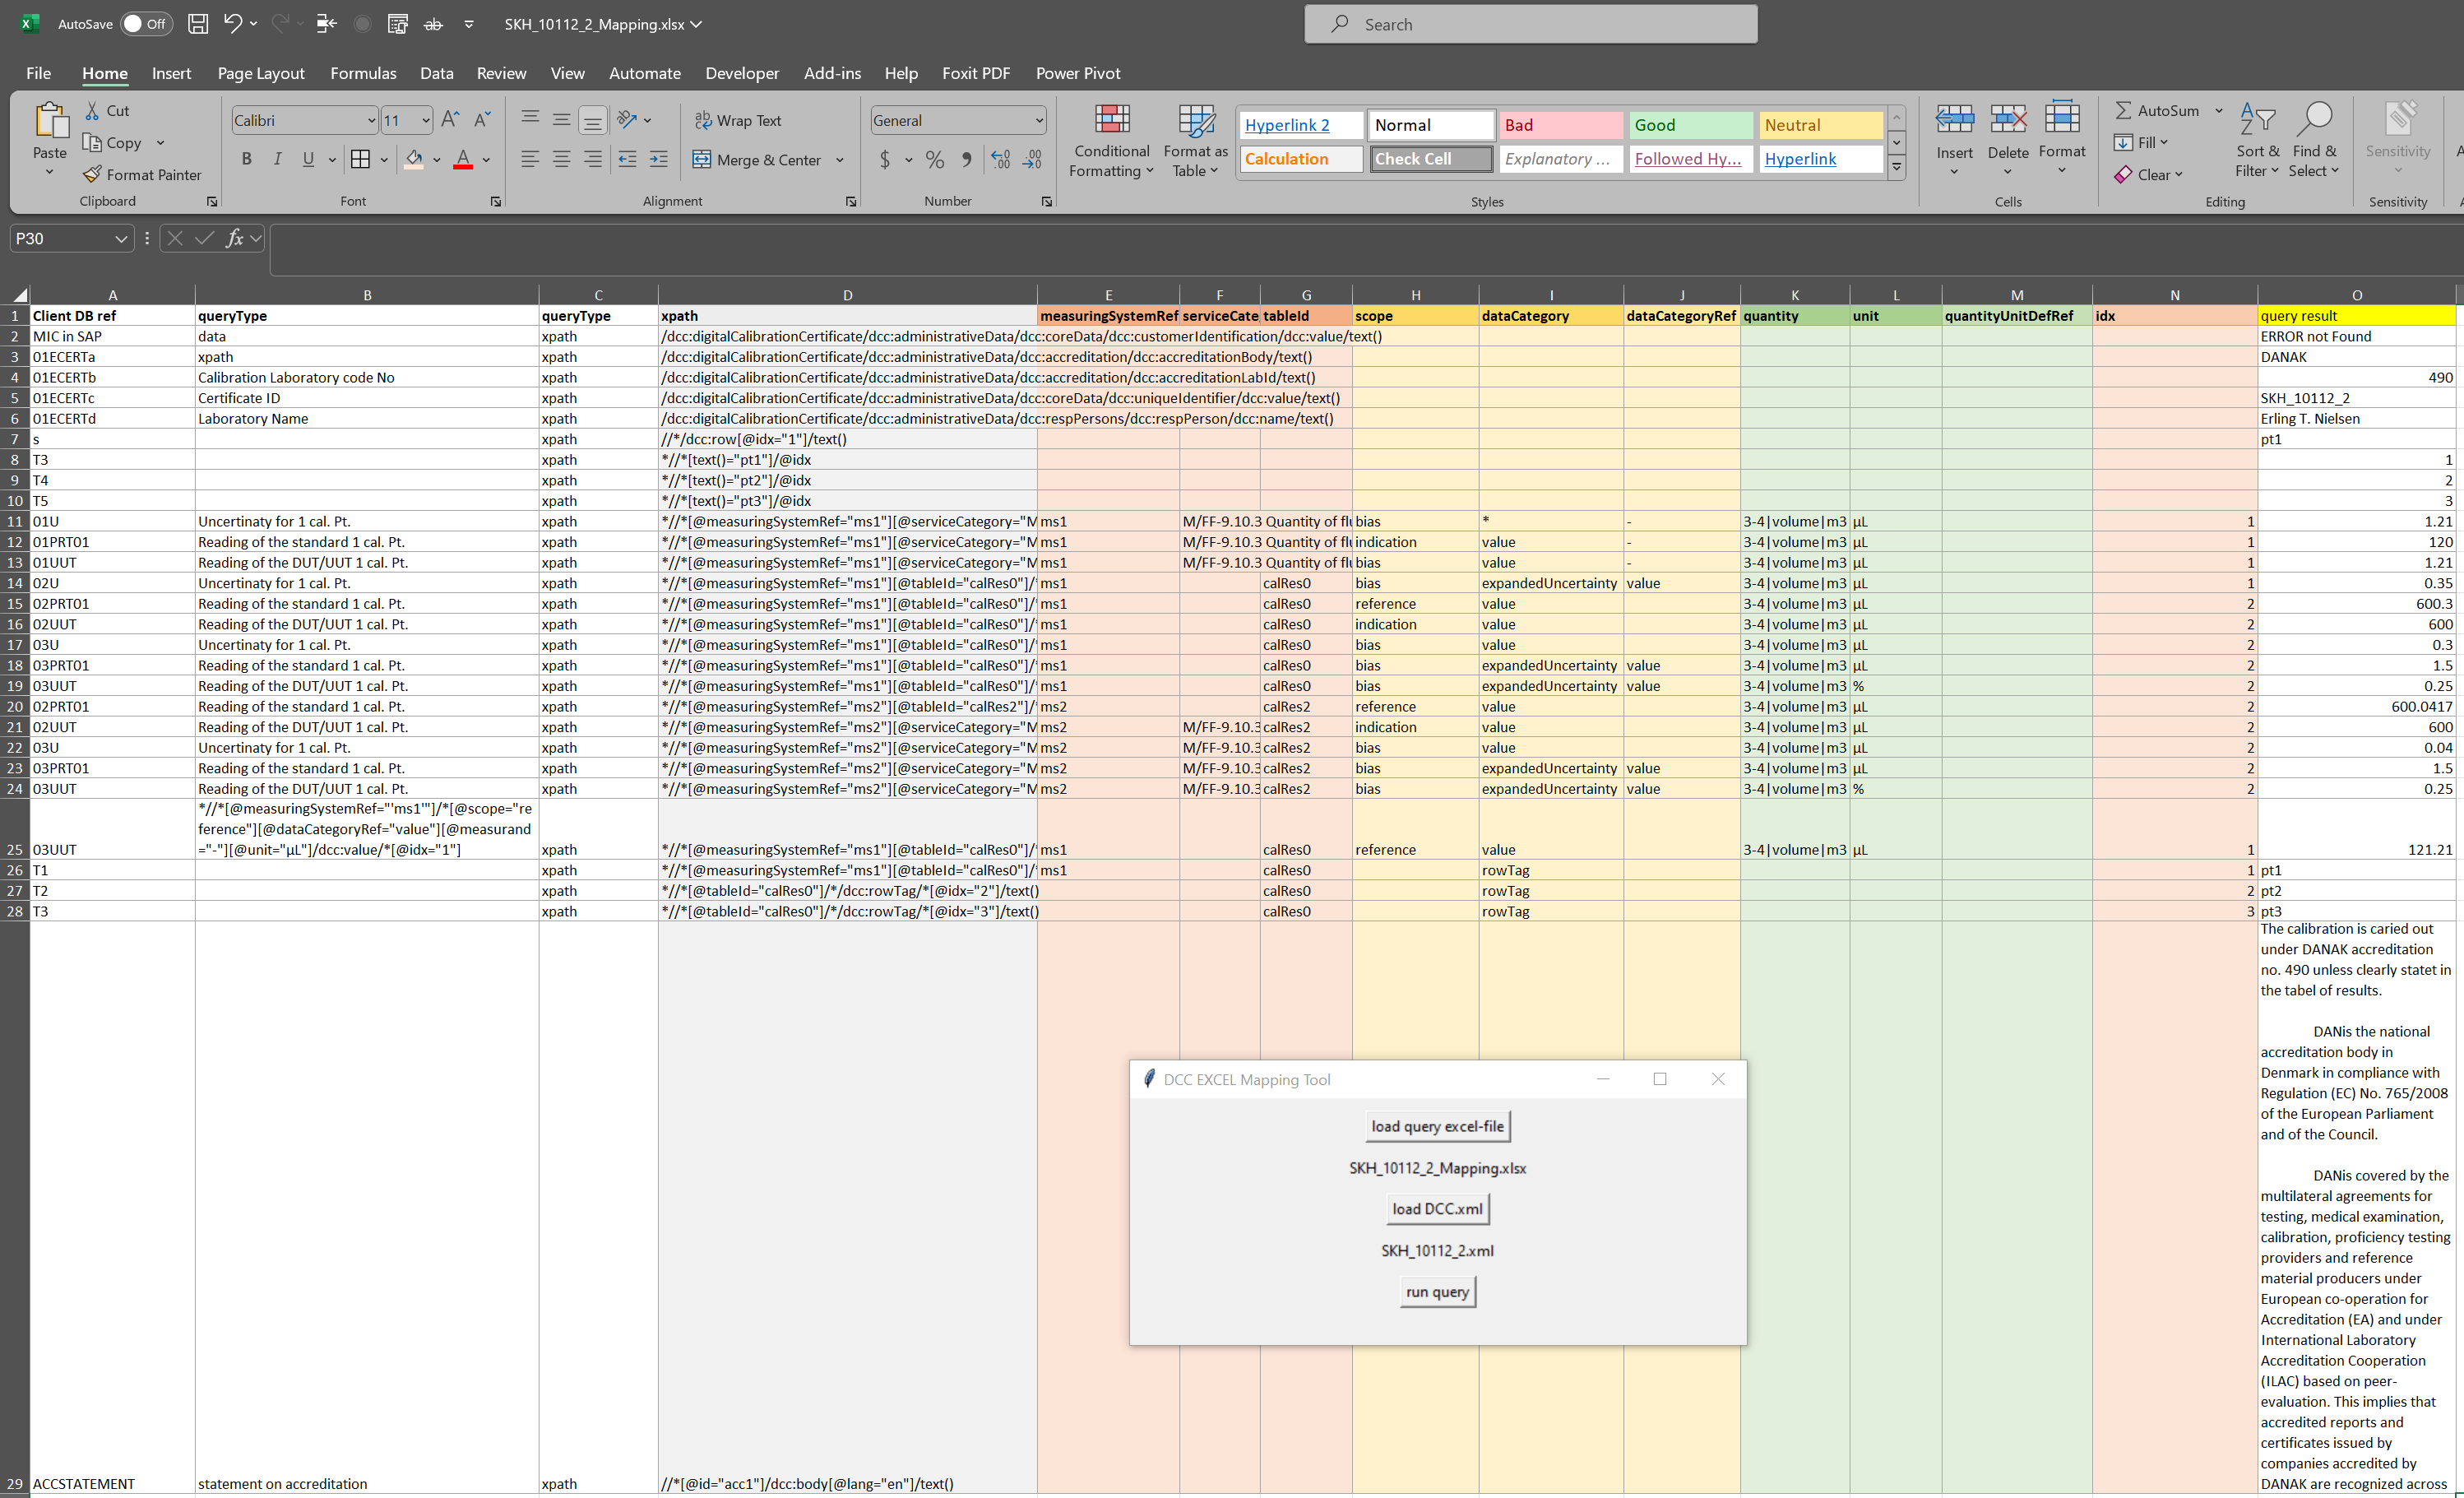 AutoSave Off SKH_10112_2_Mapping.xlsx Search
File Home Insert Page Layout Formulas Data Review View Automate Developer Add-ins Help Foxit PDF Power Pivot
Paste Cut Copy Format Painter Clipboard
Calibri 11 B I U Font
Wrap Text Merge & Center Alignment
General $ % Number
Conditional Formatting Format as Table
Hyperlink 2 Normal Bad Good Neutral
Calculation Check Cell Explanatory ... Followed Hy... Hyperlink
Styles
Insert Delete Format Cells
AutoSum Fill Clear Sort & Filter Find & Select Editing
Sensitivity Sensitivity
P30 fx
A B C D E F G H I J K L M N O
1 Client DB ref queryType queryType xpath measuringSystemRef serviceCate tableId scope dataCategory dataCategoryRef quantity unit quantityUnitDefRef idx query result
2 MIC in SAP data xpath /dcc:digitalCalibrationCertificate/dcc:administrativeData/dcc:coreData/dcc:customerIdentification/dcc:value/text() ERROR not Found
3 01ECERTa xpath xpath /dcc:digitalCalibrationCertificate/dcc:administrativeData/dcc:accreditation/dcc:accreditationBody/text() DANAK
4 01ECERTb Calibration Laboratory code No xpath /dcc:digitalCalibrationCertificate/dcc:administrativeData/dcc:accreditation/dcc:accreditationLabId/text() 490
5 01ECERTc Certificate ID xpath /dcc:digitalCalibrationCertificate/dcc:administrativeData/dcc:coreData/dcc:uniqueIdentifier/dcc:value/text() SKH_10112_2
6 01ECERTd Laboratory Name xpath /dcc:digitalCalibrationCertificate/dcc:administrativeData/dcc:respPersons/dcc:respPerson/dcc:name/text() Erling T. Nielsen
7 s xpath //*/dcc:row[@idx="1"]/text() pt1
8 T3 xpath *//*[text()="pt1"]/@idx 1
9 T4 xpath *//*[text()="pt2"]/@idx 2
10 T5 xpath *//*[text()="pt3"]/@idx 3
11 01U Uncertinaty for 1 cal. Pt. xpath *//*[@measuringSystemRef="ms1"][@serviceCategory="M ms1 M/FF-9.10.3 Quantity of flu bias * - 3-4|volume|m3 µL 1 1.21
12 01PRT01 Reading of the standard 1 cal. Pt. xpath *//*[@measuringSystemRef="ms1"][@serviceCategory="M ms1 M/FF-9.10.3 Quantity of flu indication value - 3-4|volume|m3 µL 1 120
13 01UUT Reading of the DUT/UUT 1 cal. Pt. xpath *//*[@measuringSystemRef="ms1"][@serviceCategory="M ms1 M/FF-9.10.3 Quantity of flu bias value - 3-4|volume|m3 µL 1 1.21
14 02U Uncertinaty for 1 cal. Pt. xpath *//*[@measuringSystemRef="ms1"][@tableId="calRes0"]/ ms1 calRes0 bias expandedUncertainty value 3-4|volume|m3 µL 1 0.35
15 02PRT01 Reading of the standard 1 cal. Pt. xpath *//*[@measuringSystemRef="ms1"][@tableId="calRes0"]/ ms1 calRes0 reference value 3-4|volume|m3 µL 2 600.3
16 02UUT Reading of the DUT/UUT 1 cal. Pt. xpath *//*[@measuringSystemRef="ms1"][@tableId="calRes0"]/ ms1 calRes0 indication value 3-4|volume|m3 µL 2 600
17 03U Uncertinaty for 1 cal. Pt. xpath *//*[@measuringSystemRef="ms1"][@tableId="calRes0"]/ ms1 calRes0 bias value 3-4|volume|m3 µL 2 0.3
18 03PRT01 Reading of the standard 1 cal. Pt. xpath *//*[@measuringSystemRef="ms1"][@tableId="calRes0"]/ ms1 calRes0 bias expandedUncertainty value 3-4|volume|m3 µL 2 1.5
19 03UUT Reading of the DUT/UUT 1 cal. Pt. xpath *//*[@measuringSystemRef="ms1"][@tableId="calRes0"]/ ms1 calRes0 bias expandedUncertainty value 3-4|volume|m3 % 2 0.25
20 02PRT01 Reading of the standard 1 cal. Pt. xpath *//*[@measuringSystemRef="ms2"][@tableId="calRes2"]/ ms2 calRes2 reference value 3-4|volume|m3 µL 2 600.0417
21 02UUT Reading of the DUT/UUT 1 cal. Pt. xpath *//*[@measuringSystemRef="ms2"][@serviceCategory="M ms2 M/FF-9.10.3 calRes2 indication value 3-4|volume|m3 µL 2 600
22 03U Uncertinaty for 1 cal. Pt. xpath *//*[@measuringSystemRef="ms2"][@serviceCategory="M ms2 M/FF-9.10.3 calRes2 bias value 3-4|volume|m3 µL 2 0.04
23 03PRT01 Reading of the standard 1 cal. Pt. xpath *//*[@measuringSystemRef="ms2"][@serviceCategory="M ms2 M/FF-9.10.3 calRes2 bias expandedUncertainty value 3-4|volume|m3 µL 2 1.5
24 03UUT Reading of the DUT/UUT 1 cal. Pt. xpath *//*[@measuringSystemRef="ms2"][@serviceCategory="M ms2 M/FF-9.10.3 calRes2 bias expandedUncertainty value 3-4|volume|m3 % 2 0.25
*//*[@measuringSystemRef="'ms1'"]/*[@scope="re
ference"][@dataCategoryRef="value"][@measurand
25 03UUT ="-"][@unit="µL"]/dcc:value/*[@idx="1"] xpath *//*[@measuringSystemRef="ms1"][@tableId="calRes0"]/ ms1 calRes0 reference value 3-4|volume|m3 µL 1 121.21
26 T1 xpath *//*[@measuringSystemRef="ms1"][@tableId="calRes0"]/ ms1 calRes0 rowTag 1 pt1
27 T2 xpath *//*[@tableId="calRes0"]/*/dcc:rowTag/*[@idx="2"]/text() calRes0 rowTag 2 pt2
28 T3 xpath *//*[@tableId="calRes0"]/*/dcc:rowTag/*[@idx="3"]/text() calRes0 rowTag 3 pt3
The calibration is caried out
under DANAK accreditation
no. 490 unless clearly statet in
the tabel of results.
DANis the national
accreditation body in
Denmark in compliance with
Regulation (EC) No. 765/2008
of the European Parliament
and of the Council.
DANis covered by the
multilateral agreements for
testing, medical examination,
calibration, proficiency testing
providers and reference
material producers under
European co-operation for
Accreditation (EA) and under
International Laboratory
Accreditation Cooperation
(ILAC) based on peer-
evaluation. This implies that
accredited reports and
certificates issued by
companies accredited by
29 ACCSTATEMENT statement on accreditation xpath //*[@id="acc1"]/dcc:body[@lang="en"]/text() DANAK are recognized across
DCC EXCEL Mapping Tool
load query excel-file
SKH_10112_2_Mapping.xlsx
load DCC.xml
SKH_10112_2.xml
run query